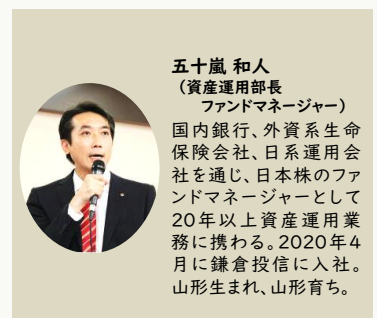 五十嵐 和人
（資産運用部長
ファンドマネージャー）
国内銀行、外資系生命
保険会社、日系運用会
社を通じ、日本株のファ
ンドマネージャーとして
20年以上資産運用業
務に携わる。2020年4
月に鎌倉投信に入社。
山形生まれ、山形育ち。